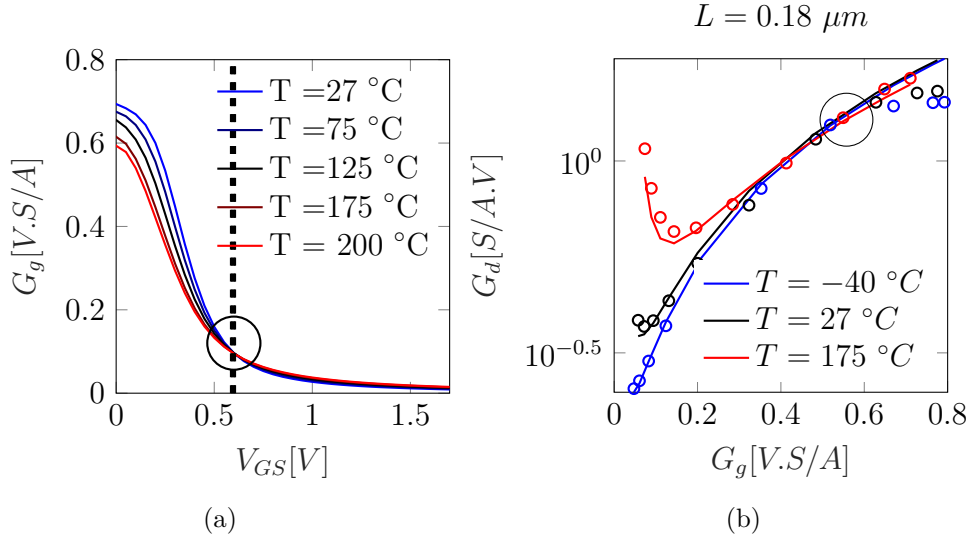 L = 0.18 μm
0.8
0.6
0.4
0.2
0
G_g[V.S/A]
T =27 °C
T =75 °C
T =125 °C
T =175 °C
T = 200 °C
0 0.5 1 1.5
V_{GS}[V]
(a)
10^0
10^{-0.5}
G_d[S/A.V]
T = −40 °C
T = 27 °C
T = 175 °C
0 0.2 0.4 0.6 0.8
G_g[V.S/A]
(b)